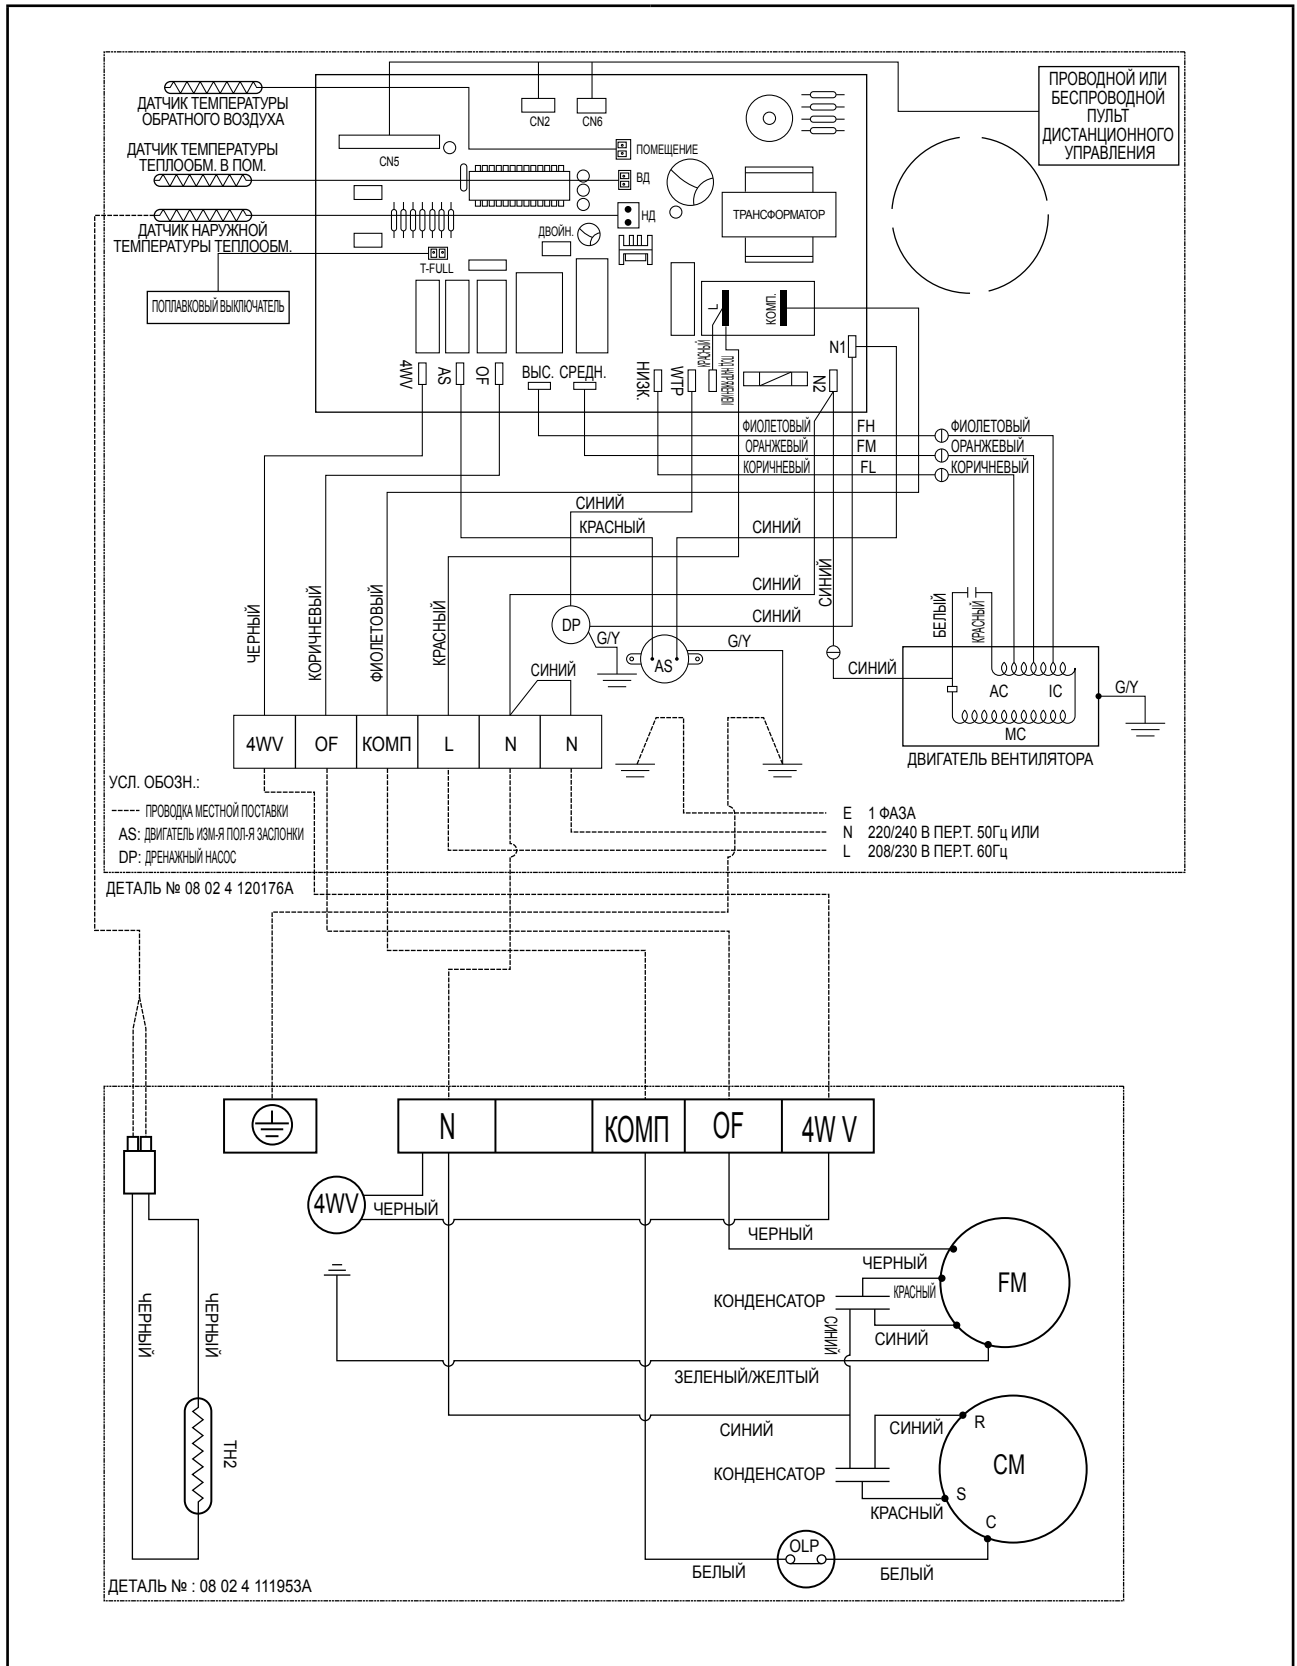 ПРОВОДНОЙ ИЛИ
БЕСПРОВОДНОЙ
ПУЛЬТ
ДИСТАНЦИОННОГО
УПРАВЛЕНИЯ
ДАТЧИК ТЕМПЕРАТУРЫ
ОБРАТНОГО ВОЗДУХА
ДАТЧИК ТЕМПЕРАТУРЫ
ТЕПЛООБМ. В ПОМ.
ДАТЧИК НАРУЖНОЙ
ТЕМПЕРАТУРЫ ТЕПЛООБМ.
ПОПЛАВКОВЫЙ ВЫКЛЮЧАТЕЛЬ
CN2
CN6
CN5
ПОМЕЩЕНИЕ
ВД
НД
ДВОЙН.
T-FULL
ТРАНСФОРМАТОР
L
КОМП.
N1
4WV
AS
OF
ВЫС.
СРЕДН.
НИЗК.
WTP
КРАСНЫЙ
ПОД НАПРЯЖЕНИЕМ
N2
ФИОЛЕТОВЫЙ
FH
ФИОЛЕТОВЫЙ
ОРАНЖЕВЫЙ
FM
ОРАНЖЕВЫЙ
КОРИЧНЕВЫЙ
FL
КОРИЧНЕВЫЙ
СИНИЙ
КРАСНЫЙ
СИНИЙ
СИНИЙ
СИНИЙ
СИНИЙ
ЧЕРНЫЙ
КОРИЧНЕВЫЙ
ФИОЛЕТОВЫЙ
КРАСНЫЙ
DP
G/Y
AS
G/Y
СИНИЙ
СИНИЙ
БЕЛЫЙ
КРАСНЫЙ
AC
IC
MC
G/Y
ДВИГАТЕЛЬ ВЕНТИЛЯТОРА
4WV
OF
КОМП
L
N
N
УСЛ. ОБОЗН.:
ПРОВОДКА МЕСТНОЙ ПОСТАВКИ
AS: ДВИГАТЕЛЬ ИЗМ-Я ПОЛ-Я ЗАСЛОНКИ
DP: ДРЕНАЖНЫЙ НАСОС
E 1 ФАЗА
N 220/240 В ПЕР.Т. 50Гц ИЛИ
L 208/230 В ПЕР.Т. 60Гц
ДЕТАЛЬ № 08 02 4 120176A
N
КОМП
OF
4W V
4WV
ЧЕРНЫЙ
ЧЕРНЫЙ
ЧЕРНЫЙ
КРАСНЫЙ
КОНДЕНСАТОР
СИНИЙ
СИНИЙ
FM
ЗЕЛЕНЫЙ/ЖЕЛТЫЙ
ЧЕРНЫЙ
ЧЕРНЫЙ
TH2
СИНИЙ
СИНИЙ
R
КОНДЕНСАТОР
CM
S
КРАСНЫЙ
C
OLP
БЕЛЫЙ
БЕЛЫЙ
ДЕТАЛЬ № : 08 02 4 111953A